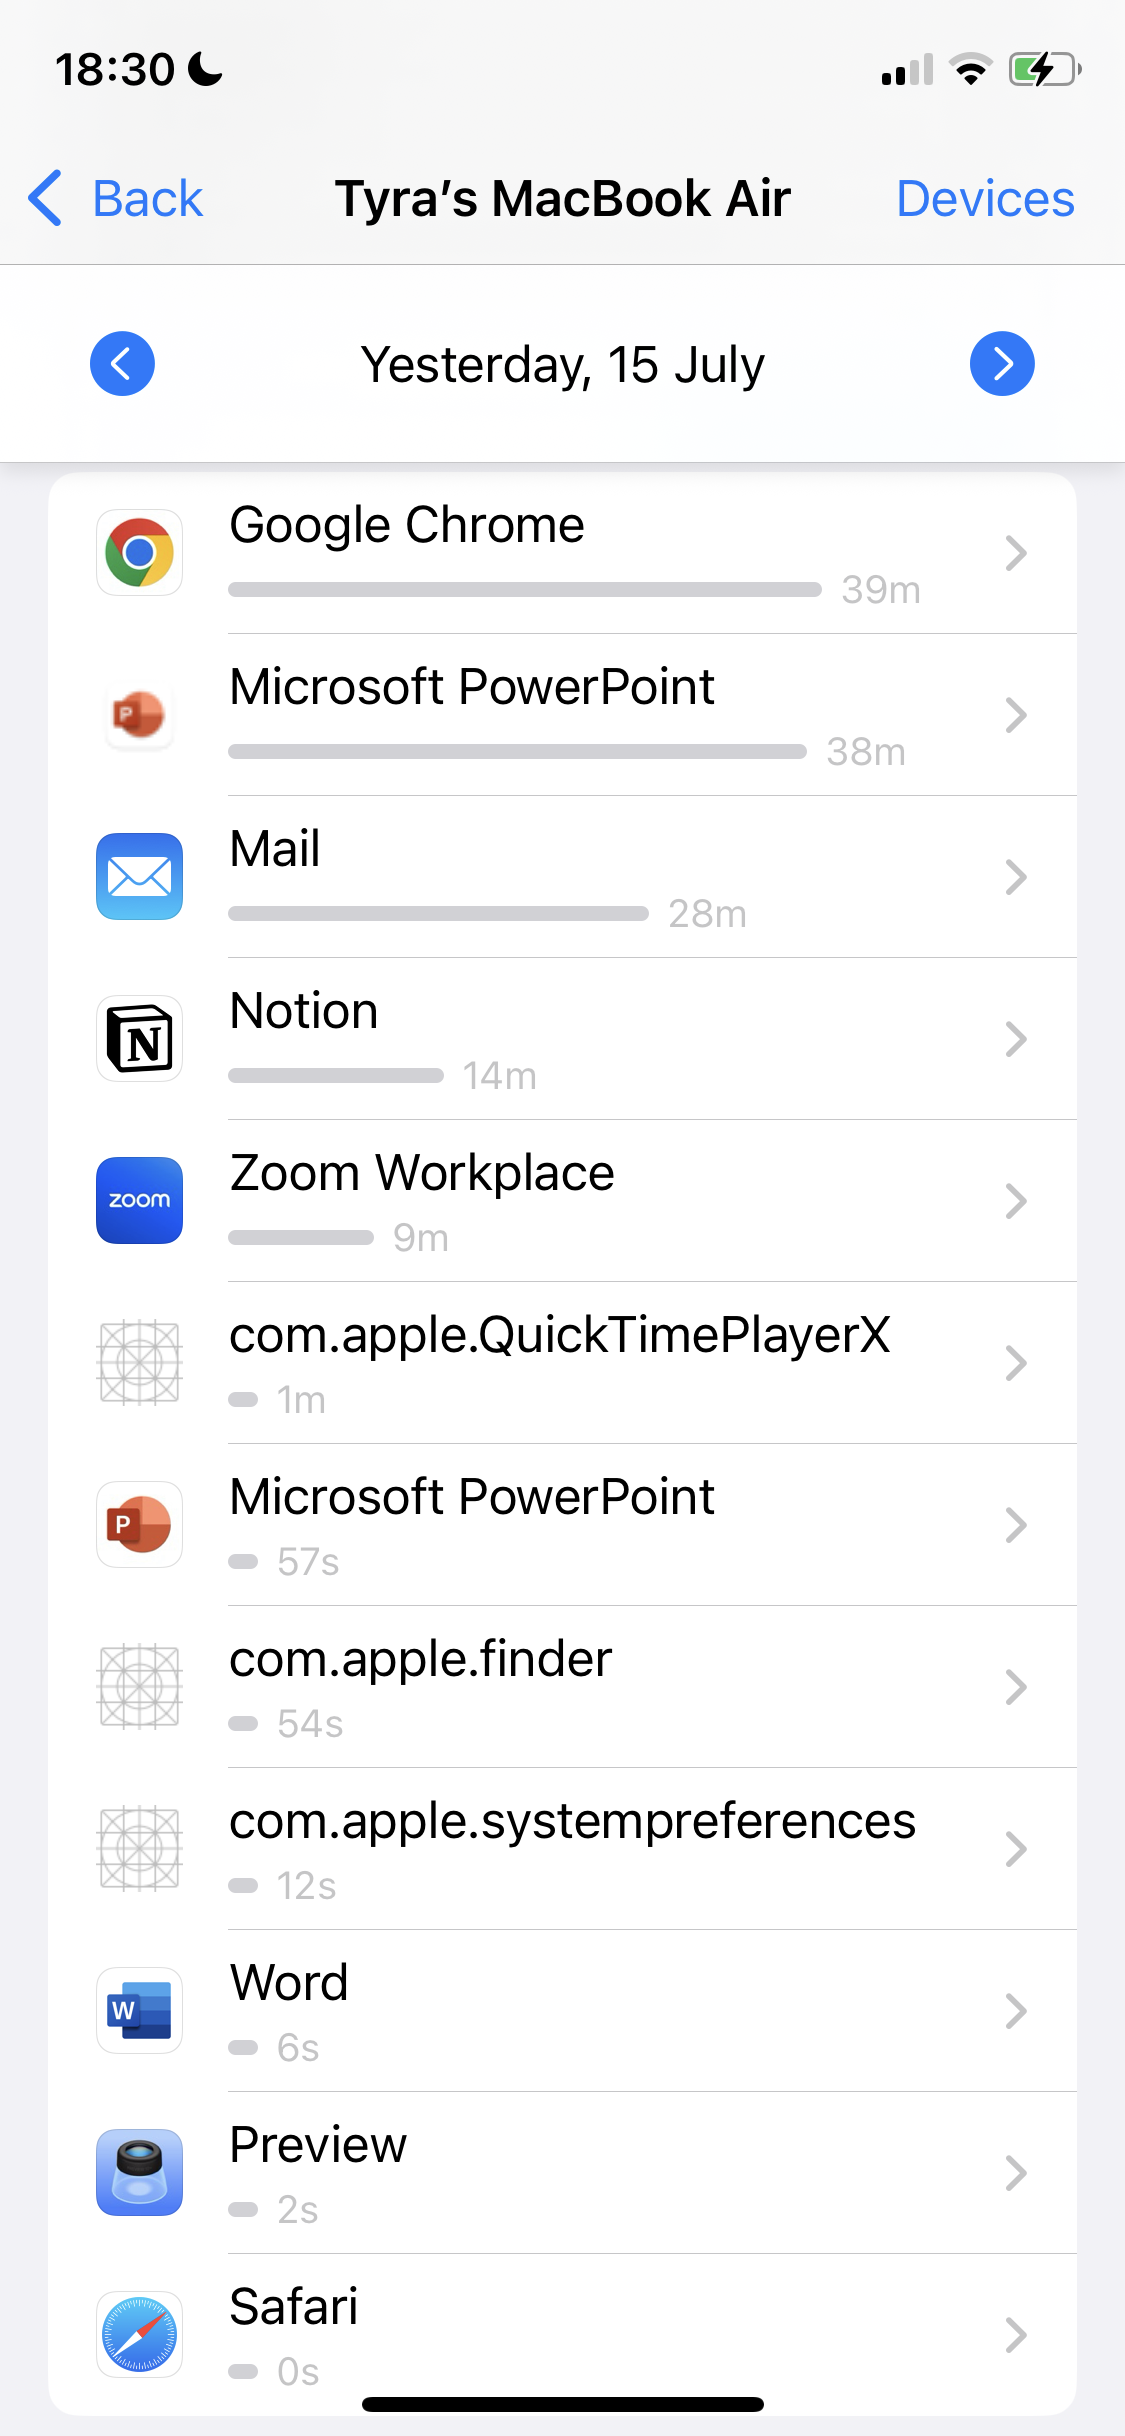 18:30
Back
Tyra’s MacBook Air
Devices
Yesterday, 15 July
Google Chrome
39m
P
Microsoft PowerPoint
38m
Mail
28m
N
Notion
14m
zoom
Zoom Workplace
9m
com.apple.QuickTimePlayerX
1m
P
Microsoft PowerPoint
57s
com.apple.finder
54s
com.apple.systempreferences
12s
W
Word
6s
Preview
2s
Safari
0s